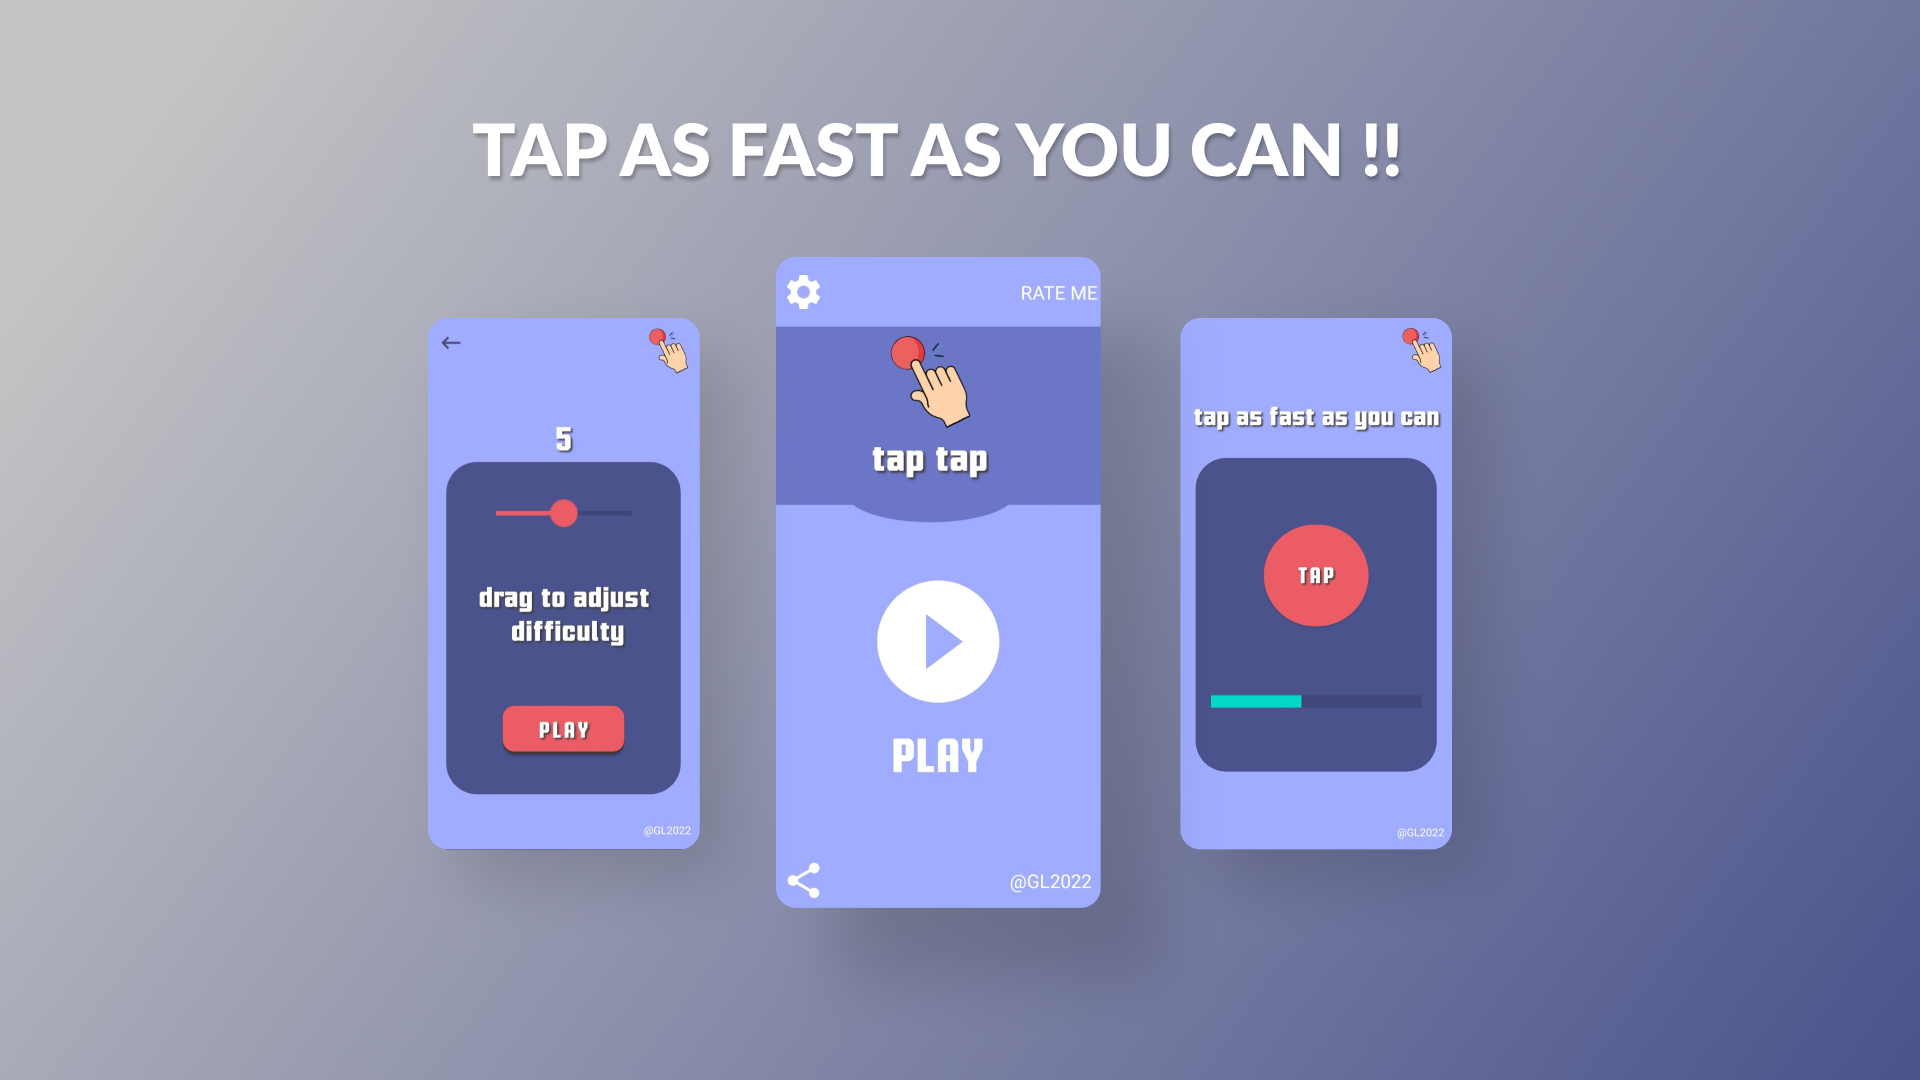 TAP AS FAST AS YOU CAN !!
5
drag to adjust
difficulty
PLAY
@GL2022
RATE ME
tap tap
PLAY
@GL2022
tap as fast as you can
TAP
@GL2022